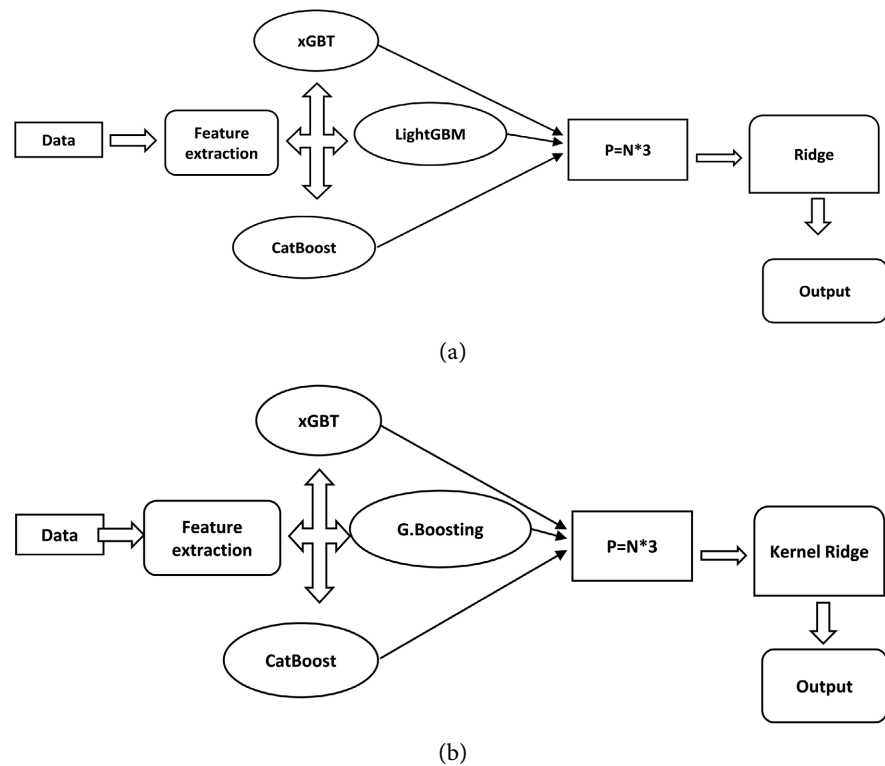 xGBT
Data
Feature
extraction
LightGBM
P=N*3
Ridge
CatBoost
Output
(a)
xGBT
Data
Feature
extraction
G.Boosting
P=N*3
Kernel Ridge
CatBoost
Output
(b)